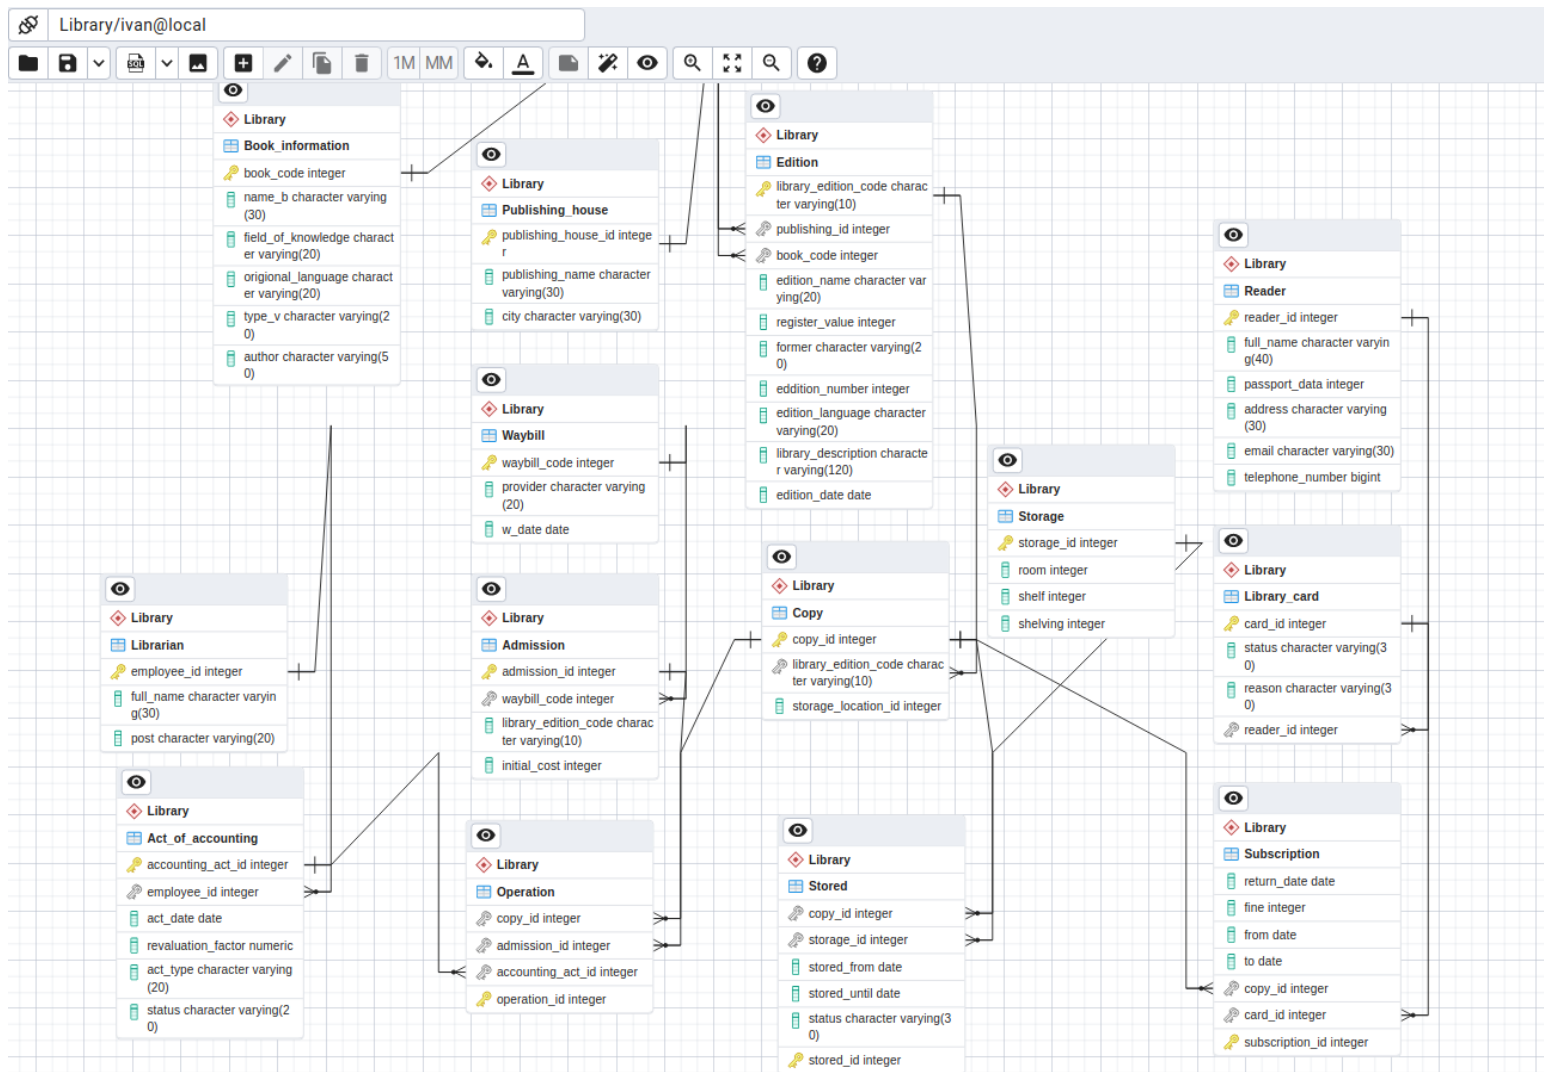 Library/ivan@local
SQL
1M MM
A
Library
Book_information
book_code integer
name_b character varying
(30)
field_of_knowledge charact
er varying(20)
origional_language charact
er varying(20)
type_v character varying(2
0)
author character varying(5
0)
Library
Publishing_house
publishing_house_id intege
r
publishing_name character
varying(30)
city character varying(30)
Library
Edition
library_edition_code charac
ter varying(10)
publishing_id integer
book_code integer
edition_name character var
ying(20)
register_value integer
former character varying(2
0)
eddition_number integer
edition_language character
varying(20)
library_description characte
r varying(120)
edition_date date
Library
Reader
reader_id integer
full_name character varyin
g(40)
passport_data integer
address character varying
(30)
email character varying(30)
telephone_number bigint
Library
Waybill
waybill_code integer
provider character varying
(20)
w_date date
Library
Storage
storage_id integer
room integer
shelf integer
shelving integer
Library
Librarian
employee_id integer
full_name character varyin
g(30)
post character varying(20)
Library
Admission
admission_id integer
waybill_code integer
library_edition_code charac
ter varying(10)
initial_cost integer
Library
Copy
copy_id integer
library_edition_code charac
ter varying(10)
storage_location_id integer
Library
Library_card
card_id integer
status character varying(3
0)
reason character varying(3
0)
reader_id integer
Library
Act_of_accounting
accounting_act_id integer
employee_id integer
act_date date
revaluation_factor numeric
act_type character varying
(20)
status character varying(2
0)
Library
Operation
copy_id integer
admission_id integer
accounting_act_id integer
operation_id integer
Library
Stored
copy_id integer
storage_id integer
stored_from date
stored_until date
status character varying(3
0)
stored_id integer
Library
Subscription
return_date date
fine integer
from date
to date
copy_id integer
card_id integer
subscription_id integer